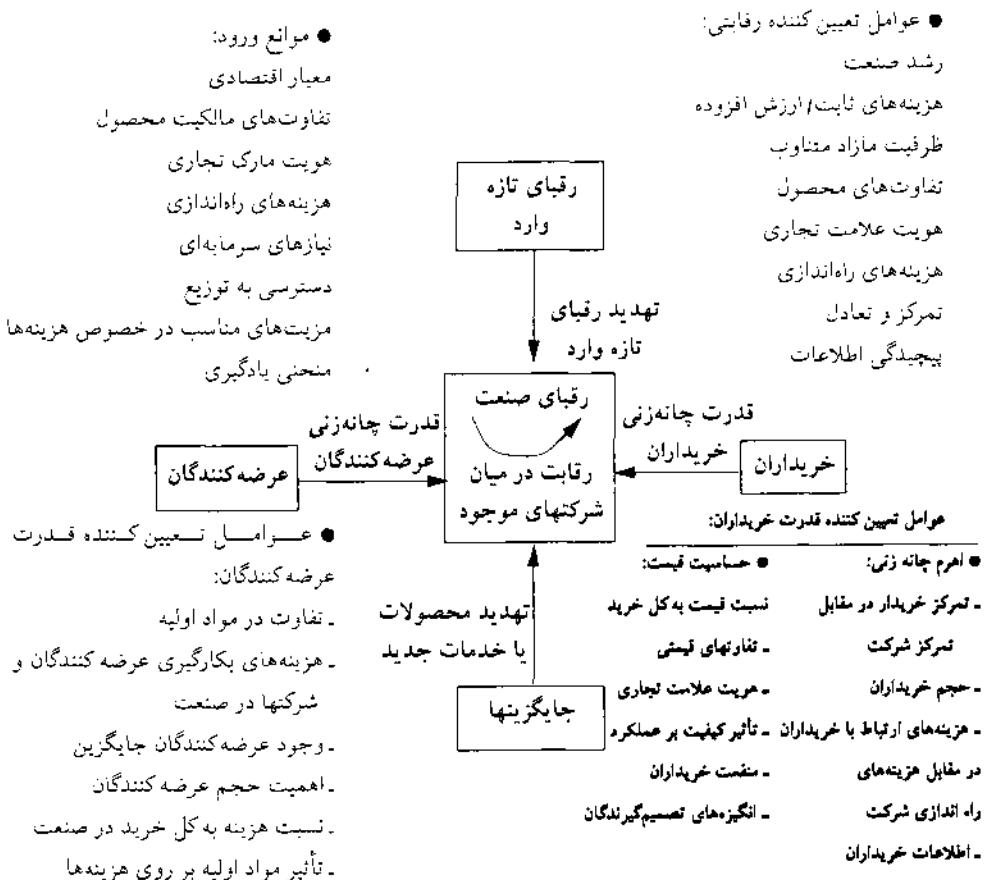 ● عوامل تعیین‌کننده رقابتی:
رشد صنعت
هزینه‌های ثابت/ارزش افزوده
ظرفیت مازاد متناوب
تفاوت‌های محصول
هویت علامت تجاری
هزینه‌های راه‌اندازی
تمرکز و تعادل
پیچیدگی اطلاعات
● موانع ورود:
معیار اقتصادی
تفاوت‌های مالکیت محصول
هویت مارک تجاری
هزینه‌های راه‌اندازی
نیازهای سرمایه‌ای
دسترسی به توزیع
مزیت‌های مناسب در خصوص هزینه‌ها
منحنی یادگیری
رقبای تازه
وارد
تهدید رقبای
تازه وارد
رقبای صنعت
رقابت در میان
شرکتهای موجود
قدرت چانه‌زنی
خریداران
خریداران
قدرت چانه‌زنی
عرضه‌کنندگان
عرضه‌کنندگان
تهدید محصولات
یا خدمات جدید
جایگزینها
عوامل تعیین کننده قدرت خریداران:
● اهرم چانه زنی:
ـ تمرکز خریدار در مقابل
تمرکز شرکت
ـ حجم خریداران
ـ هزینه‌های ارتباط با خریداران
در مقابل هزینه‌های
راه اندازی شرکت
ـ اطلاعات خریداران
● حساسیت قیمت:
نسبت قیمت به کل خرید
ـ تفاوتهای قیمتی
ـ هویت علامت تجاری
ـ تأثیر کیفیت بر عملکرد
ـ منفعت خریداران
ـ انگیزه‌های تصمیم‌گیرندگان
● عوامل تعیین کننده قدرت
عرضه‌کنندگان:
ـ تفاوت در مواد اولیه
ـ هزینه‌های بکارگیری عرضه کنندگان و
شرکتها در صنعت
ـ وجود عرضه‌کنندگان جایگزین
ـ اهمیت حجم عرضه کنندگان
ـ نسبت هزینه به کل خرید در صنعت
ـ تأثیر مواد اولیه بر روی هزینه‌ها